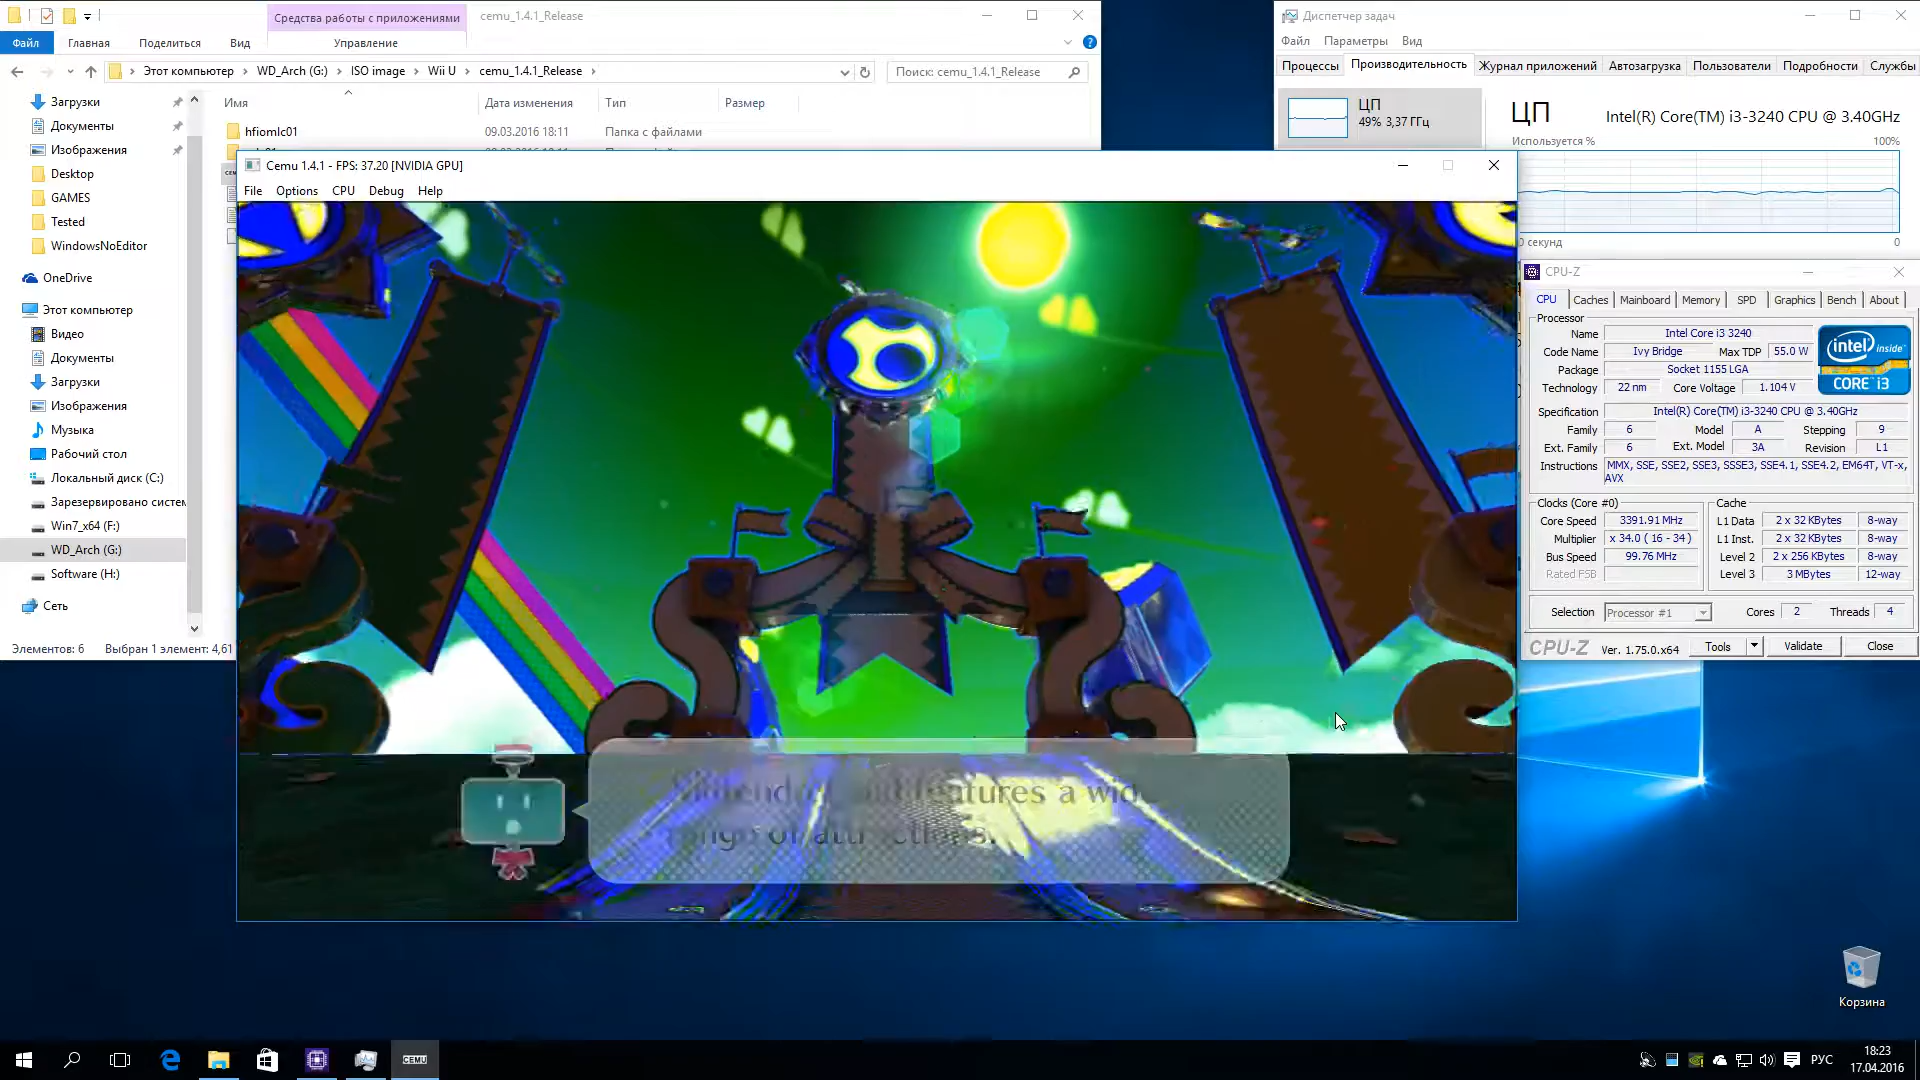 Средства работы с приложениями
cemu_1.4.1_Release
Файл
Главная
Поделиться
Вид
Управление
Этот компьютер
WD_Arch (G:)
ISO image
Wii U
cemu_1.4.1_Release
Поиск: cemu_1.4.1_Release
Имя
Дата изменения
Тип
Размер
hfiomlc01
09.03.2016 18:11
Папка с файлами
Загрузки
Документы
Изображения
Desktop
GAMES
Tested
WindowsNoEditor
OneDrive
Этот компьютер
Видео
Документы
Загрузки
Изображения
Музыка
Рабочий стол
Локальный диск (C:)
Зарезервировано систем
Win7_x64 (F:)
WD_Arch (G:)
Software (H:)
Сеть
Элементов: 6
Выбран 1 элемент: 4,61
Cemu 1.4.1 - FPS: 37.20 [NVIDIA GPU]
File Options CPU Debug Help
features a wid
Диспетчер задач
Файл Параметры Вид
Процессы
Производительность
Журнал приложений
Автозагрузка
Пользователи
Подробности
Службы
ЦП
49% 3,37 ГГц
ЦП
Intel(R) Core(TM) i3-3240 CPU @ 3.40GHz
Используется %
100%
0 секунд
0
CPU-Z
CPU Caches Mainboard Memory SPD Graphics Bench About
Processor
Name Intel Core i3 3240
Code Name Ivy Bridge Max TDP 55.0 W
Package Socket 1155 LGA
Technology 22 nm Core Voltage 1.104 V
intel inside
CORE i3
Specification Intel(R) Core(TM) i3-3240 CPU @ 3.40GHz
Family 6 Model A Stepping 9
Ext. Family 6 Ext. Model 3A Revision L1
Instructions MMX, SSE, SSE2, SSE3, SSSE3, SSE4.1, SSE4.2, EM64T, VT-x,
AVX
Clocks (Core #0)
Core Speed 3391.91 MHz
Multiplier x 34.0 ( 16 - 34 )
Bus Speed 99.76 MHz
Rated FSB
Cache
L1 Data 2 x 32 KBytes 8-way
L1 Inst. 2 x 32 KBytes 8-way
Level 2 2 x 256 KBytes 8-way
Level 3 3 MBytes 12-way
Selection Processor #1 Cores 2 Threads 4
CPU-Z Ver. 1.75.0.x64 Tools Validate Close
Корзина
CEMU
РУС
18:23
17.04.2016